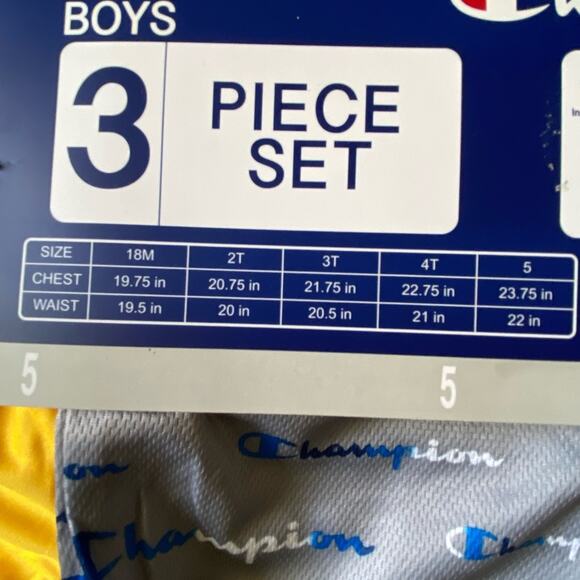 BOYS
3
PIECE
SET
SIZE 18M 2T 3T 4T 5
CHEST 19.75 in 20.75 in 21.75 in 22.75 in 23.75 in
WAIST 19.5 in 20 in 20.5 in 21 in 22 in
5 5
on Champion
Champion